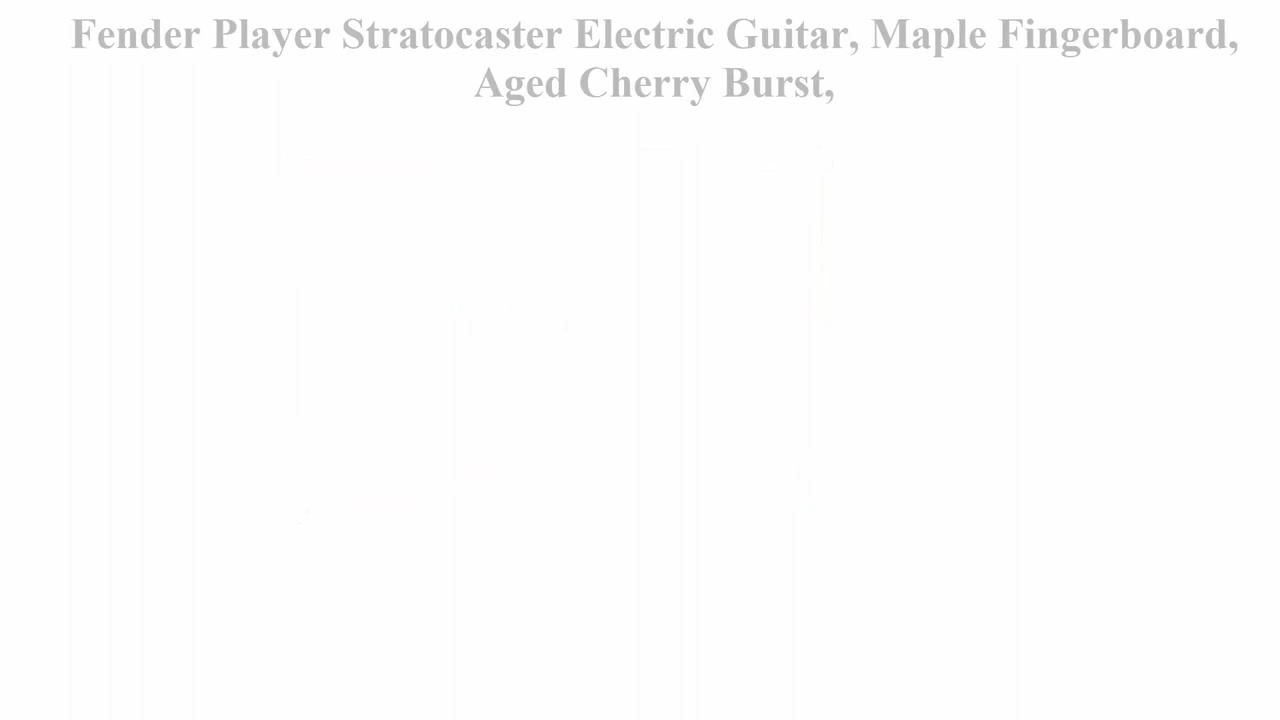 Fender Player Stratocaster Electric Guitar, Maple Fingerboard,
Aged Cherry Burst,